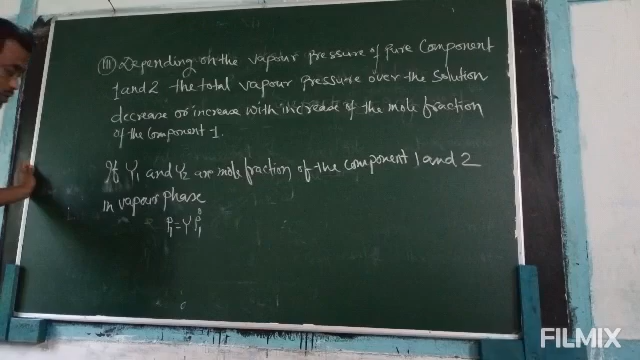 (III) Depending on the vapour pressure of pure component
1 and 2 the total vapour pressure over the solution
decrease or increase with increase of the mole fraction
of the component 1.
If Y₁ and Y₂ are mole fraction of the component 1 and 2
in vapour phase
P₁ = Y P₁⁰
FILMIX